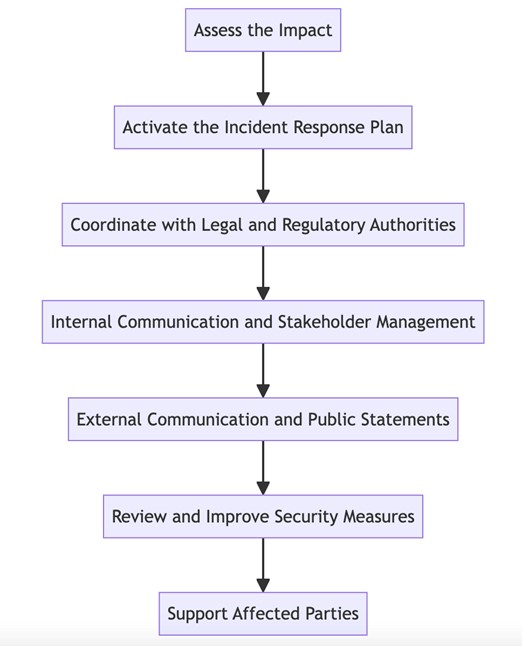 Assess the Impact
Activate the Incident Response Plan
Coordinate with Legal and Regulatory Authorities
Internal Communication and Stakeholder Management
External Communication and Public Statements
Review and Improve Security Measures
Support Affected Parties